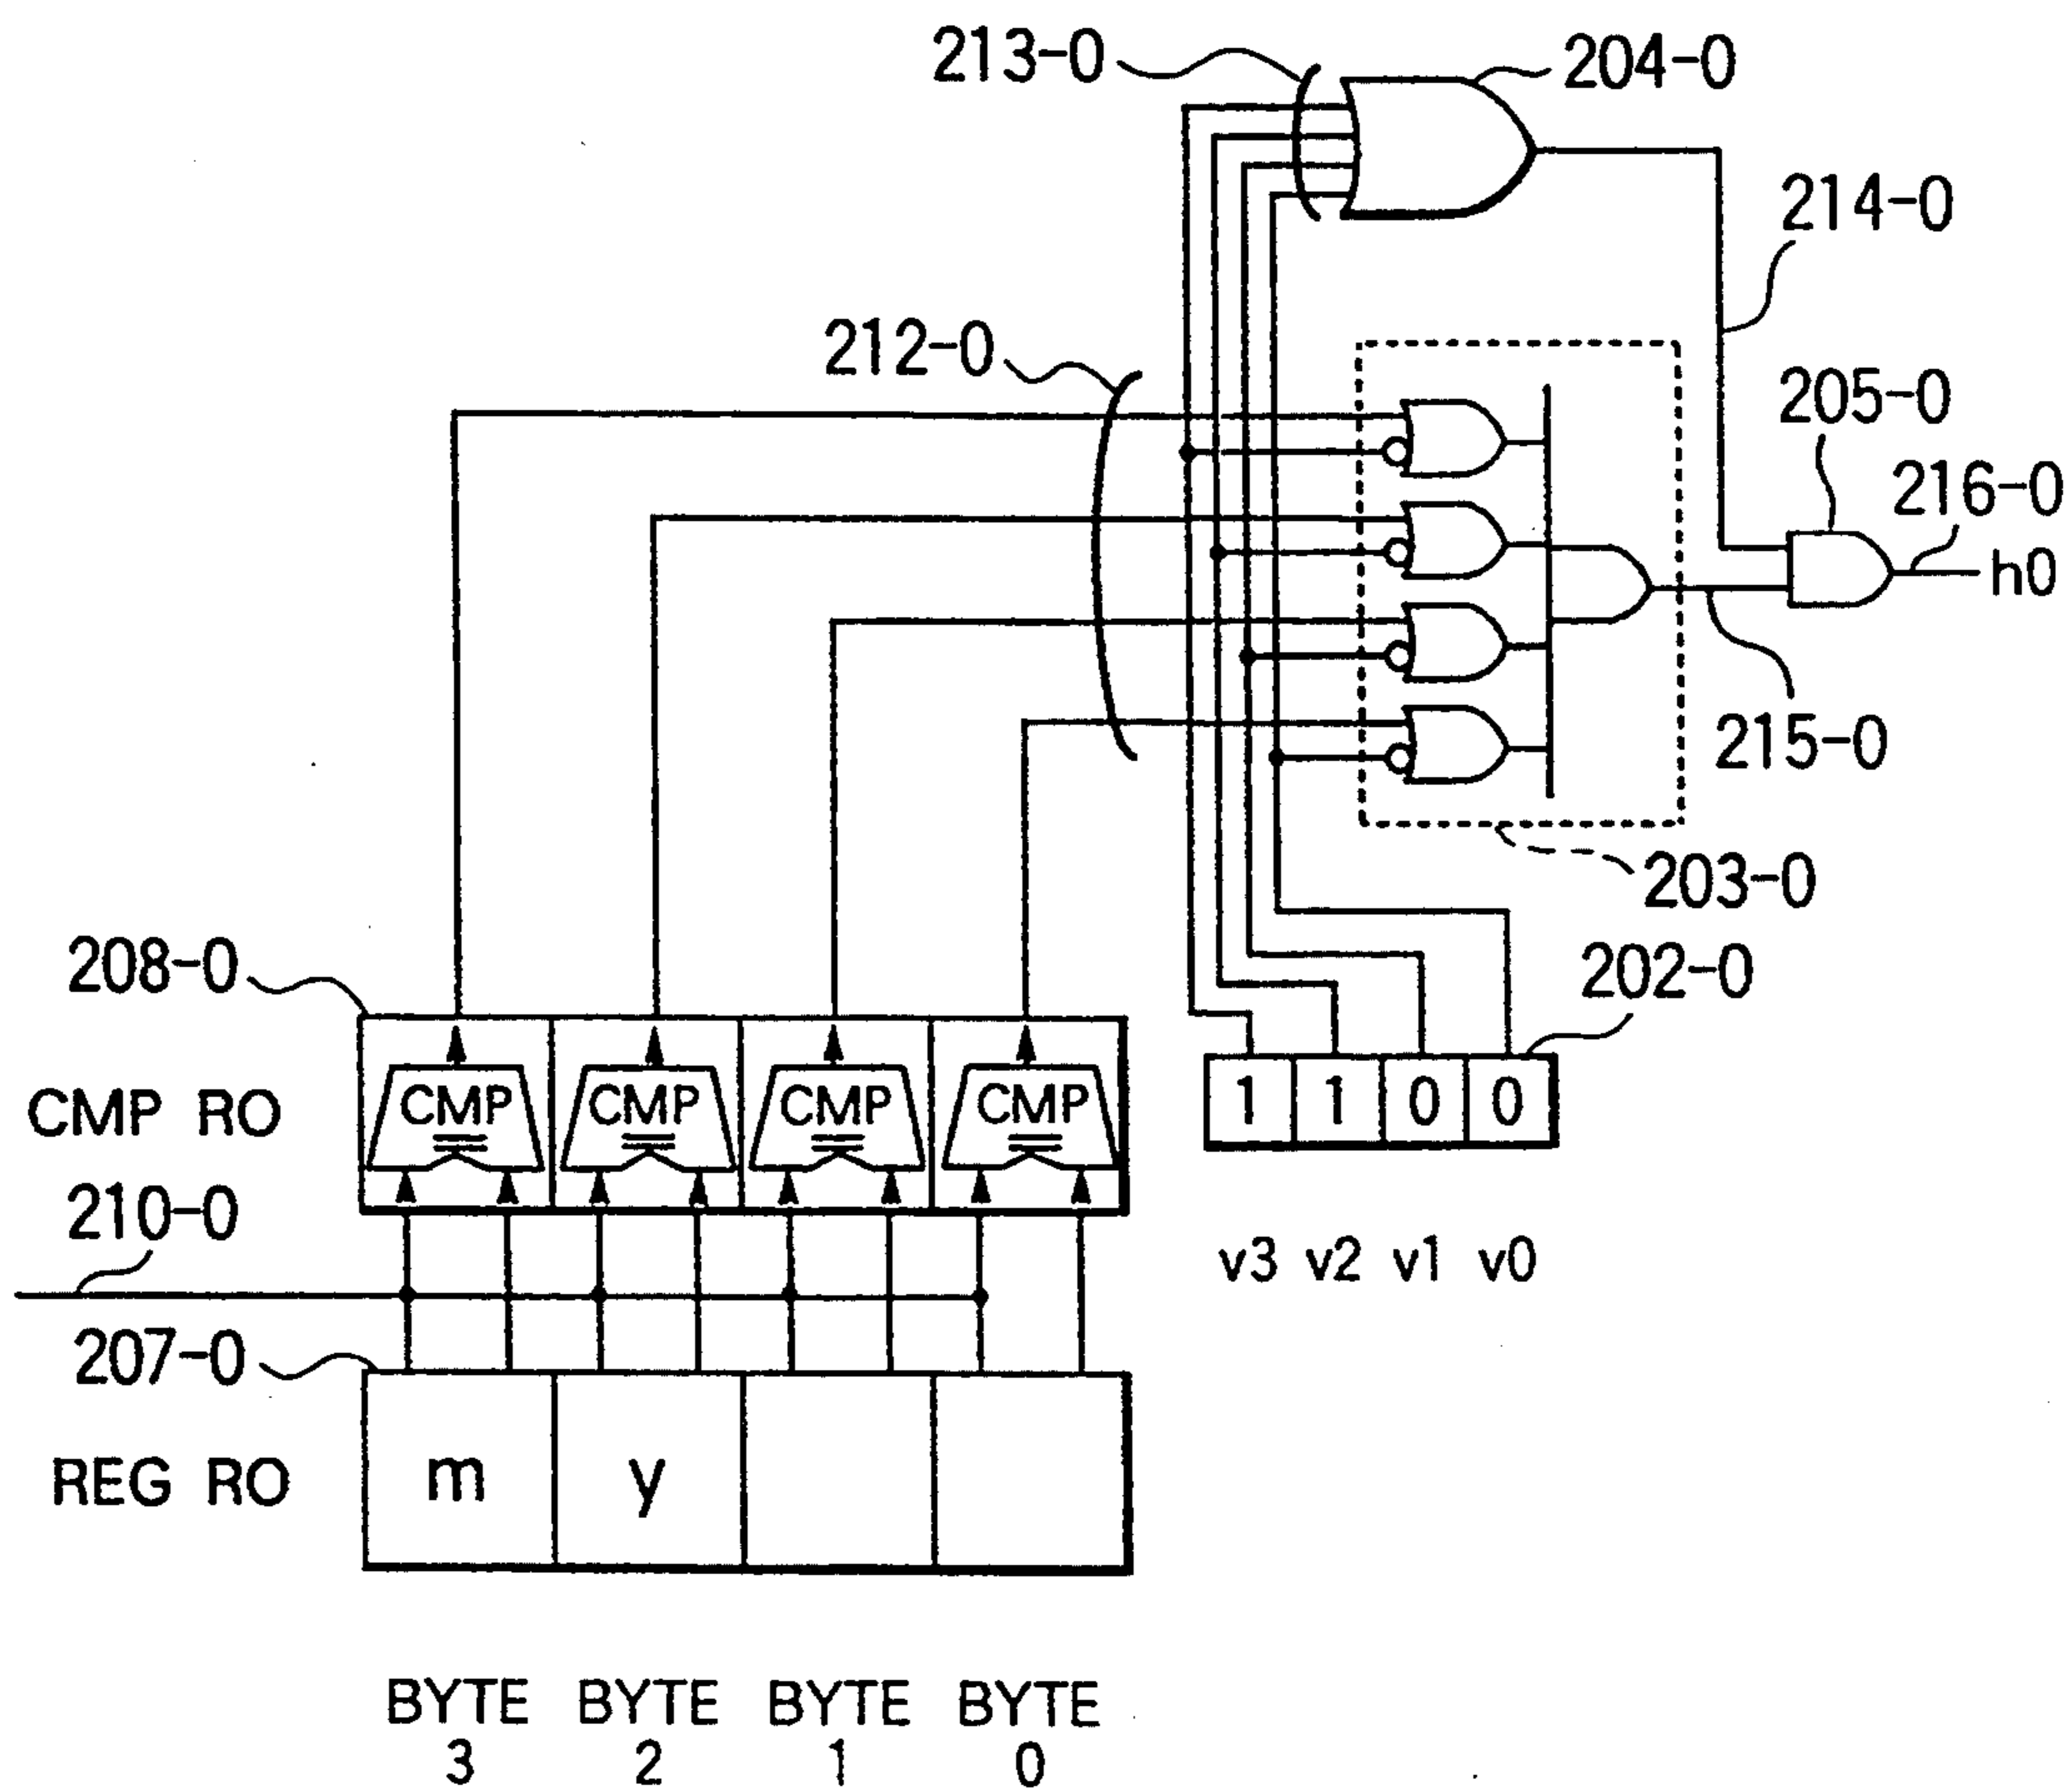 213-0
204-0
214-0
212-0
205-0
216-0
h0
215-0
203-0
208-0
202-0
CMP CMP CMP CMP
CMP RO
1 1 0 0
210-0
v3 v2 v1 v0
207-0
REG RO
m y
BYTE BYTE BYTE BYTE
3 2 1 0